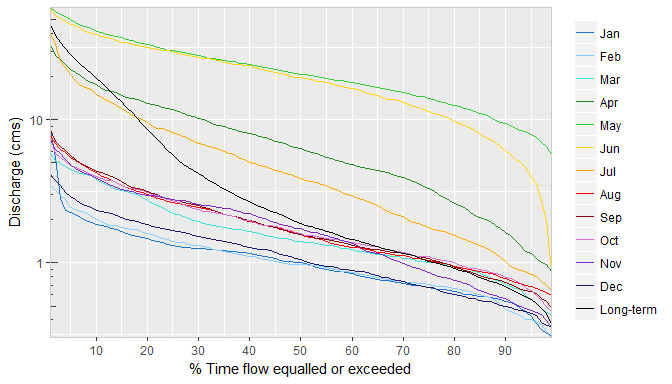 Discharge (cms)
10
1
10
20
30
40
50
60
70
80
90
% Time flow equalled or exceeded
Jan
Feb
Mar
Apr
May
Jun
Jul
Aug
Sep
Oct
Nov
Dec
Long-term